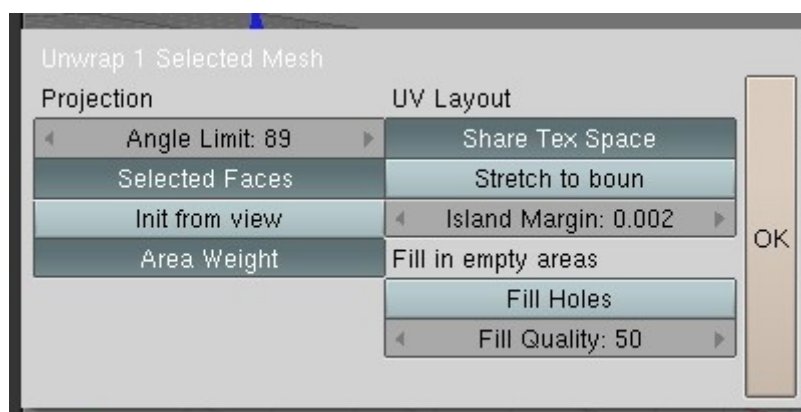 Unwrap 1 Selected Mesh
Projection
Angle Limit: 89
Selected Faces
Init from view
Area Weight
UV Layout
Share Tex Space
Stretch to boun
Island Margin: 0.002
Fill in empty areas
Fill Holes
Fill Quality: 50
OK